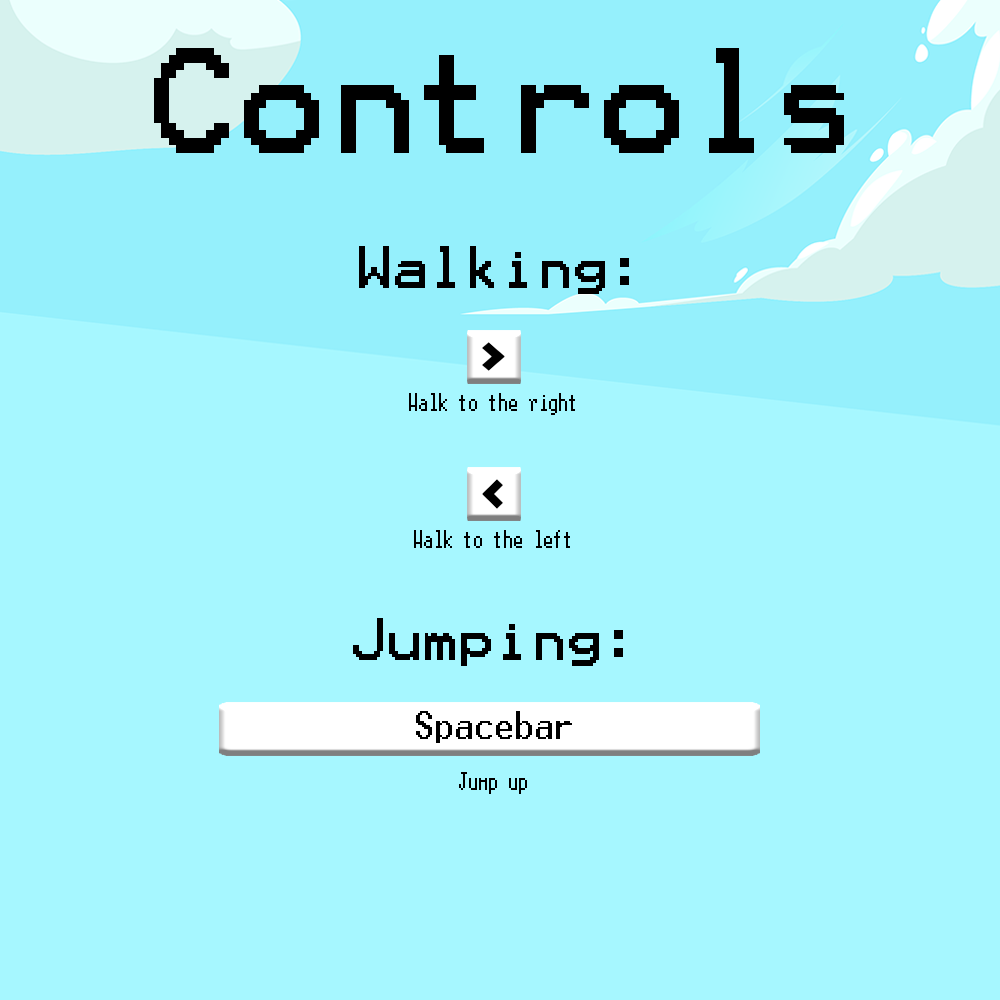 Controls
Walking:
>
Walk to the right
<
Walk to the left
Jumping:
Spacebar
Jump up